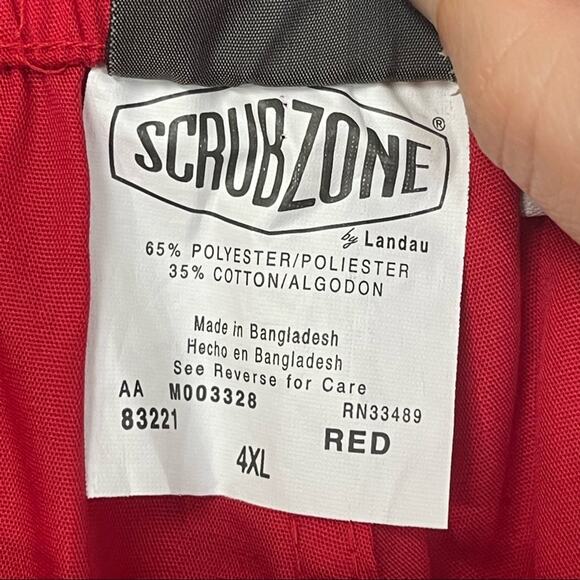 SCRUBZONE®
by Landau
65% POLYESTER/POLIESTER
35% COTTON/ALGODON
Made in Bangladesh
Hecho en Bangladesh
See Reverse for Care
AA M003328 RN33489
83221 RED
4XL